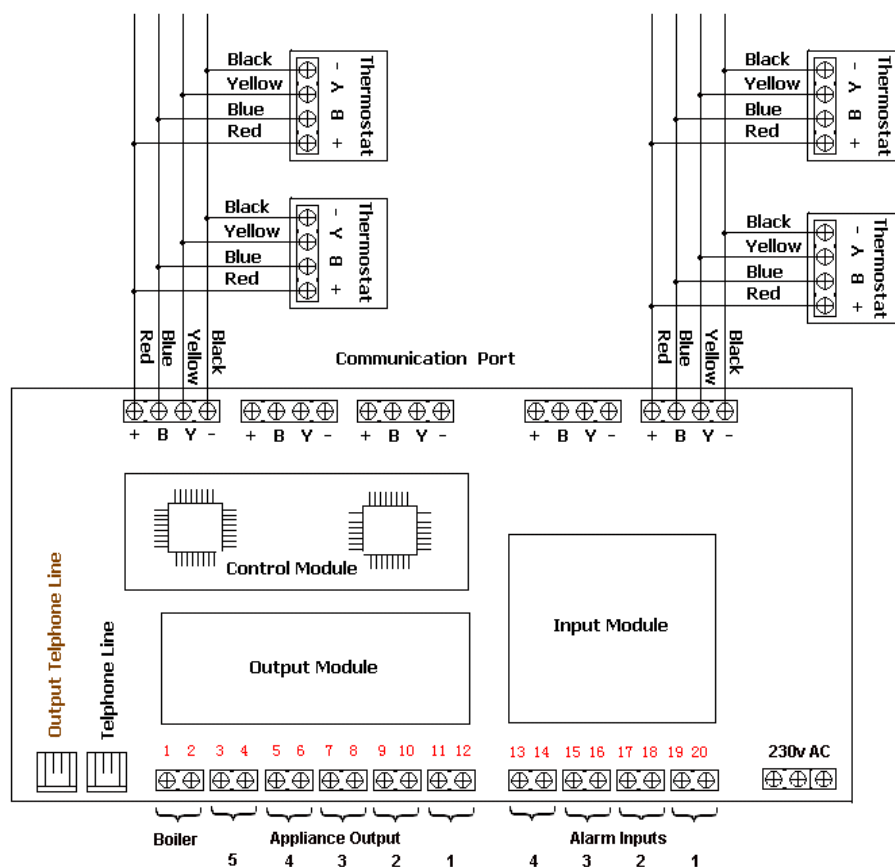 Black
Yellow
Blue
Red
- Y B +
Thermostat
Black
Yellow
Blue
Red
- Y B +
Thermostat
Black
Yellow
Blue
Red
- Y B +
Thermostat
Black
Yellow
Blue
Red
- Y B +
Thermostat
Red
Blue
Yellow
Black
Red
Blue
Yellow
Black
Communication Port
+ B Y -
+ B Y -
+ B Y -
+ B Y -
+ B Y -
Control Module
Input Module
Output Module
Output Telphone Line
Telphone Line
1 2 3 4 5 6 7 8 9 10 11 12 13 14 15 16 17 18 19 20
230v AC
Boiler
Appliance Output
Alarm Inputs
5 4 3 2 1 4 3 2 1